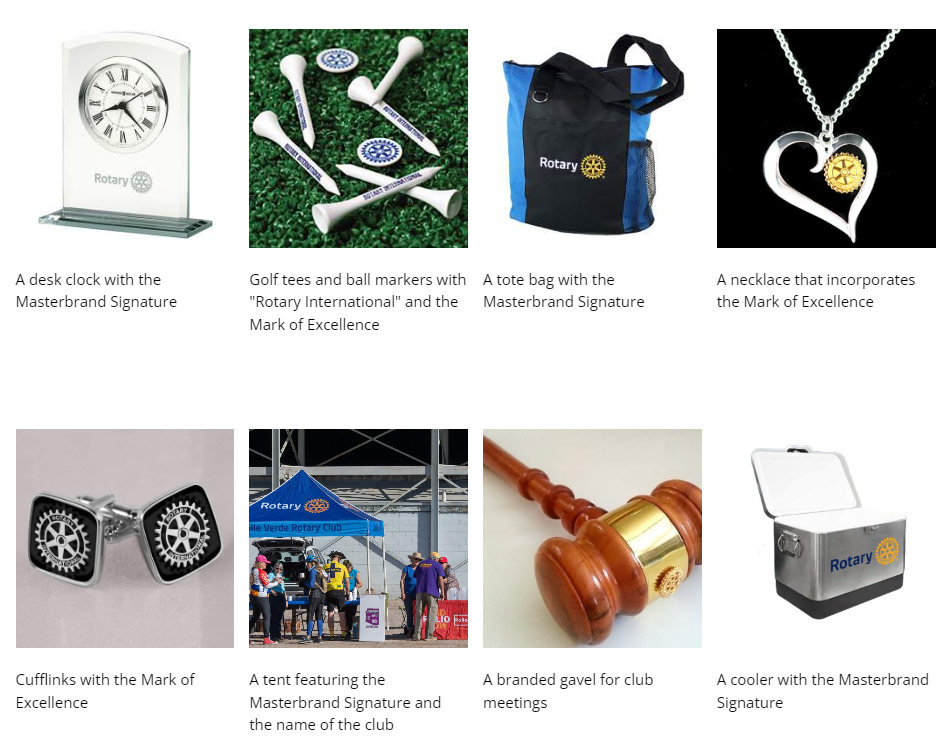 Rotary
ROTARY INTERNATIONAL
ROTARY INTERNATIONAL
ROTARY INTERNATIONAL
ROTARY INTERNATIONAL
Rotary
A desk clock with the
Masterbrand Signature
Golf tees and ball markers with
"Rotary International" and the
Mark of Excellence
A tote bag with the
Masterbrand Signature
A necklace that incorporates
the Mark of Excellence
ROTARY
INTERNATIONAL
ROTARY
INTERNATIONAL
Rotary
Verde Rotary Club
Rotary
Cufflinks with the Mark of
Excellence
A tent featuring the
Masterbrand Signature and
the name of the club
A branded gavel for club
meetings
A cooler with the Masterbrand
Signature